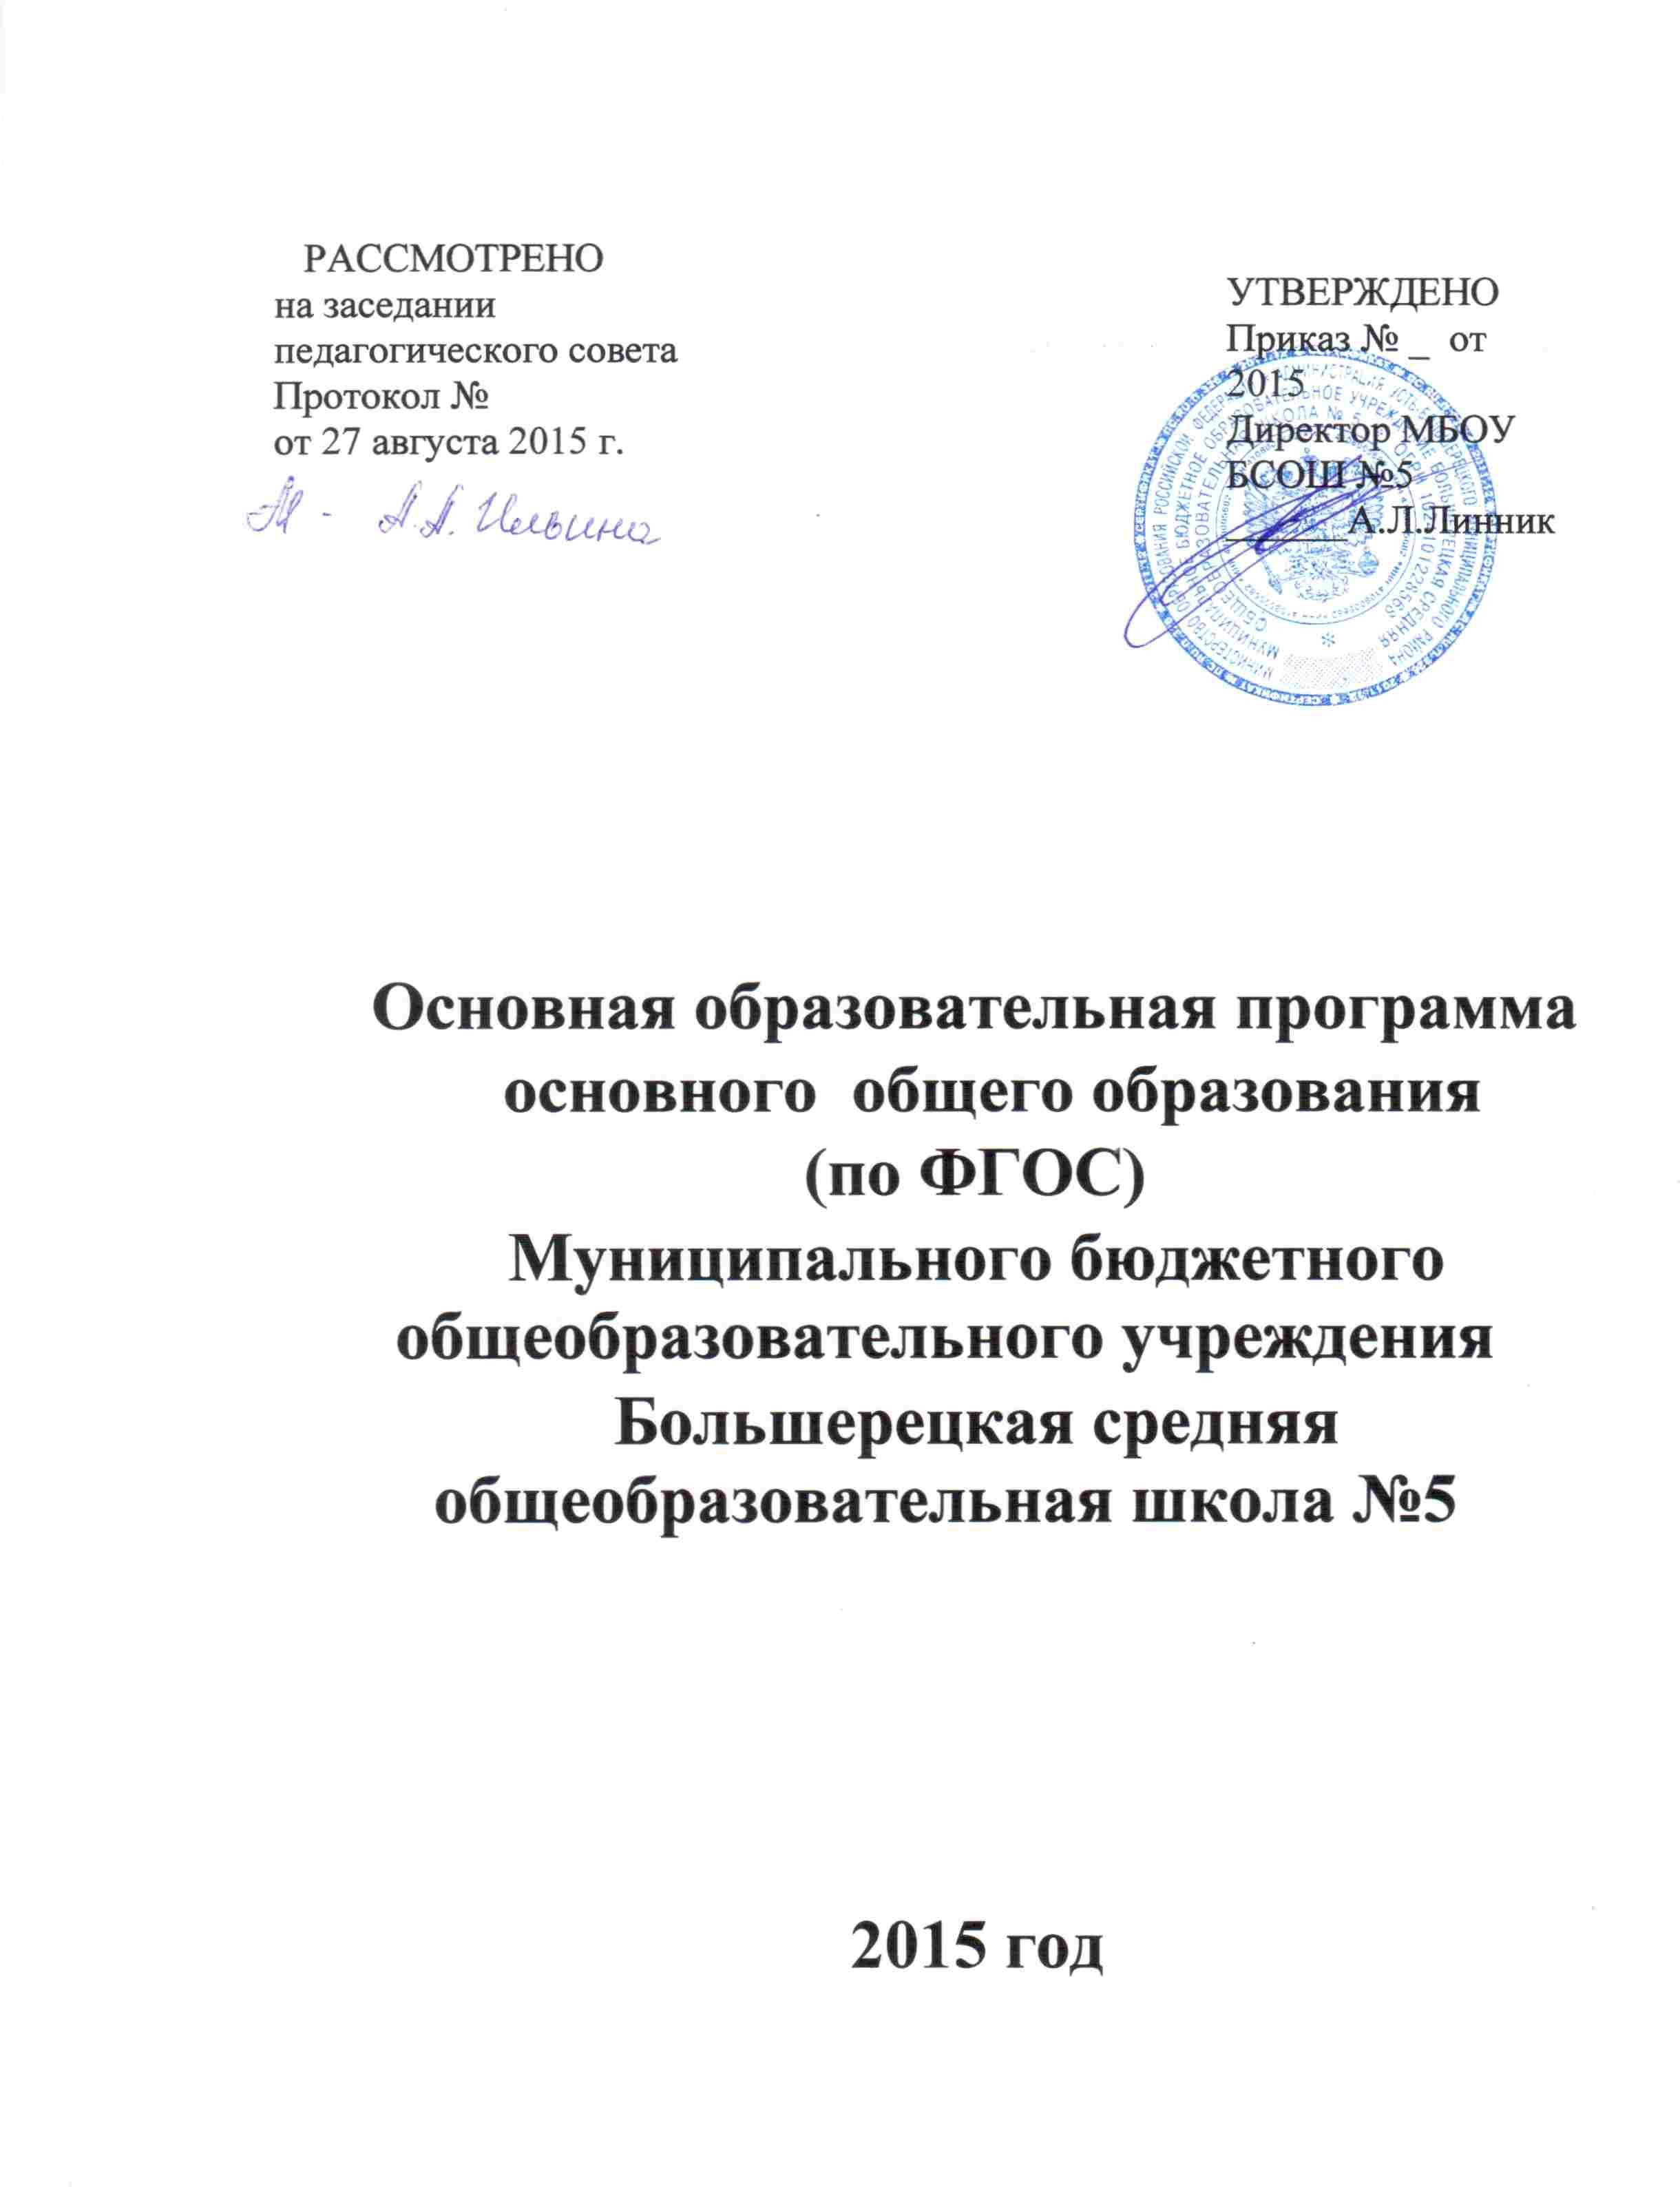 РАССМОТРЕНО
на заседании
педагогического совета
Протокол №
от 27 августа 2015 г.
А.А. Ильина
УТВЕРЖДЕНО
Приказ № _ от
2015
Директор МБОУ
БСОШ №5
______А.Л.Линник
Основная образовательная программа
основного общего образования
(по ФГОС)
Муниципального бюджетного
общеобразовательного учреждения
Большерецкая средняя
общеобразовательная школа №5
2015 год